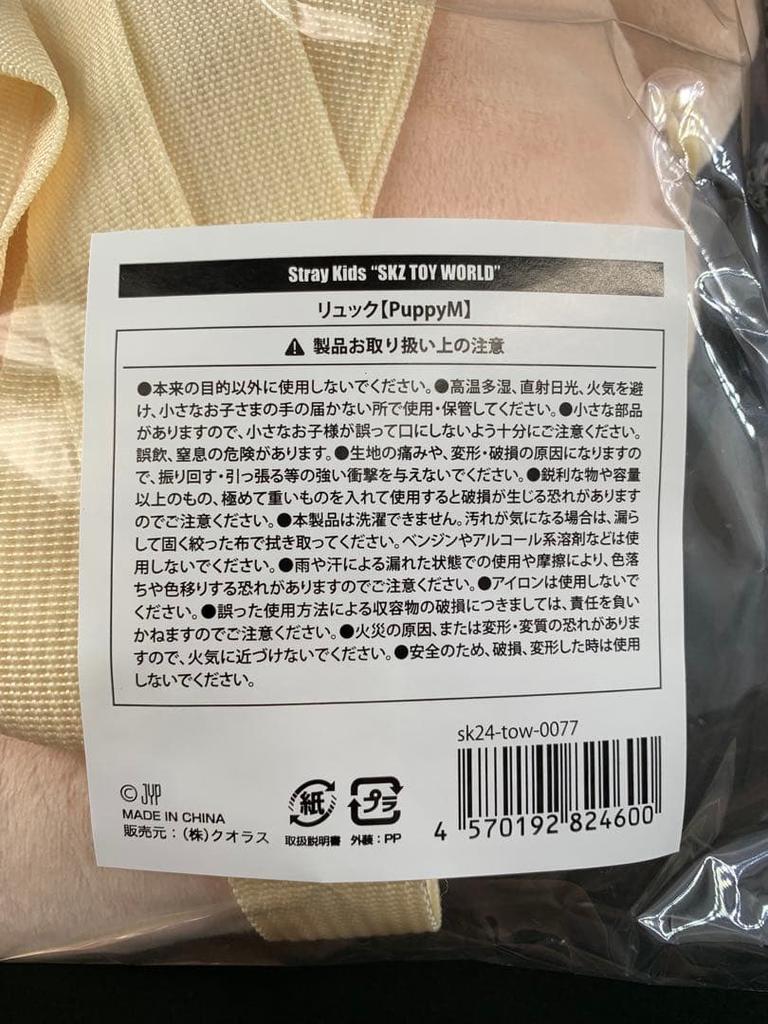 Stray Kids “SKZ TOY WORLD”
リュック【PuppyM】
製品お取り扱い上の注意
●本来の目的以外に使用しないでください。●高温多湿、直射日光、火気を避
け、小さなお子さまの手の届かない所で使用・保管してください。●小さな部品
がありますので、小さなお子様が誤って口にしないよう十分にご注意ください。
誤飲、窒息の危険があります。●生地の痛みや、変形・破損の原因になりますの
で、振り回す・引っ張る等の強い衝撃を与えないでください。●鋭利な物や容量
以上のもの、極めて重いものを入れて使用すると破損が生じる恐れがあります
のでご注意ください。●本製品は洗濯できません。汚れが気になる場合は、濡ら
して固く絞った布で拭き取ってください。ベンジンやアルコール系溶剤などは使
用しないでください。●雨や汗による濡れた状態での使用や摩擦により、色落
ちや色移りする恐れがありますのでご注意ください。●アイロンは使用しないで
ください。●誤った使用方法による収容物の破損につきましては、責任を負い
かねますのでご注意ください。●火災の原因、または変形・変質の恐れがありま
すので、火気に近づけないでください。●安全のため、破損、変形した時は使用
しないでください。
sk24-tow-0077
© JYP
MADE IN CHINA
販売元：(株)クオラス
紙
取扱説明書
プラ
外装：PP
4 570192 824600